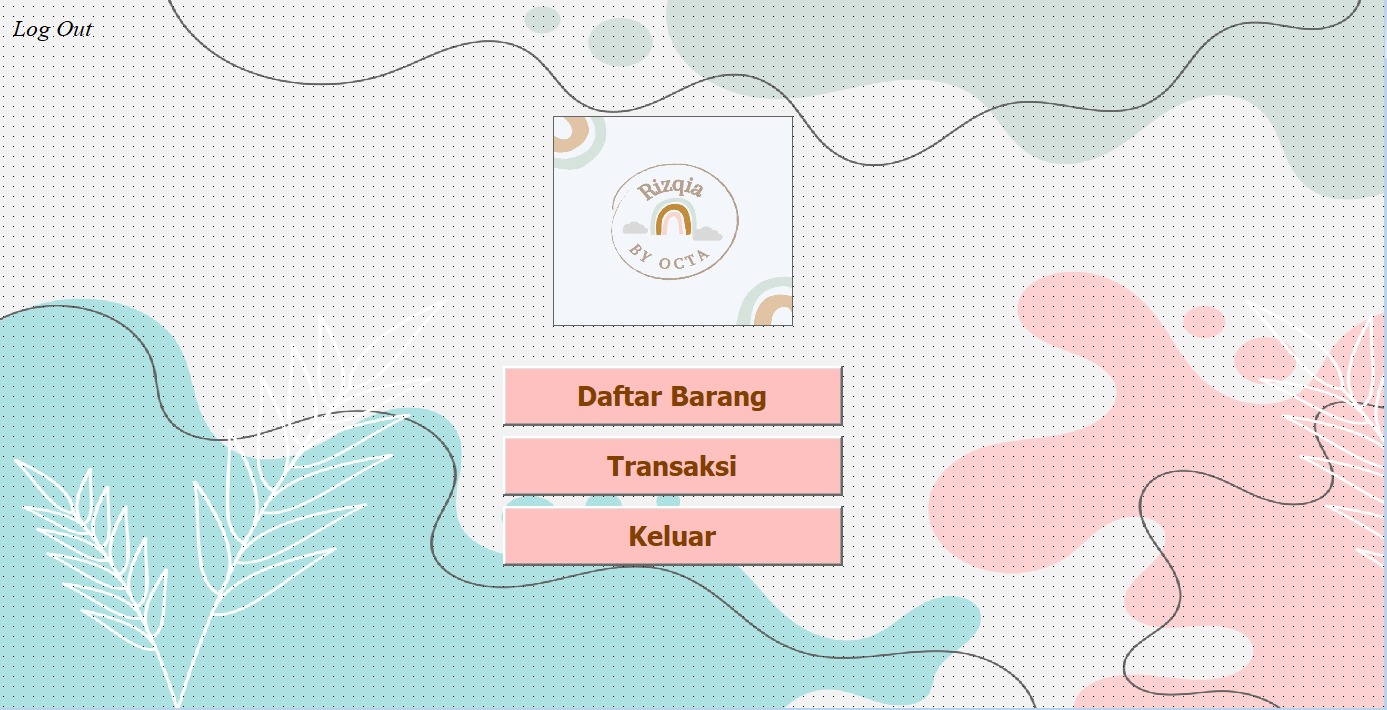 Log Out
Rizqia
BY OCTA
Daftar Barang
Transaksi
Keluar